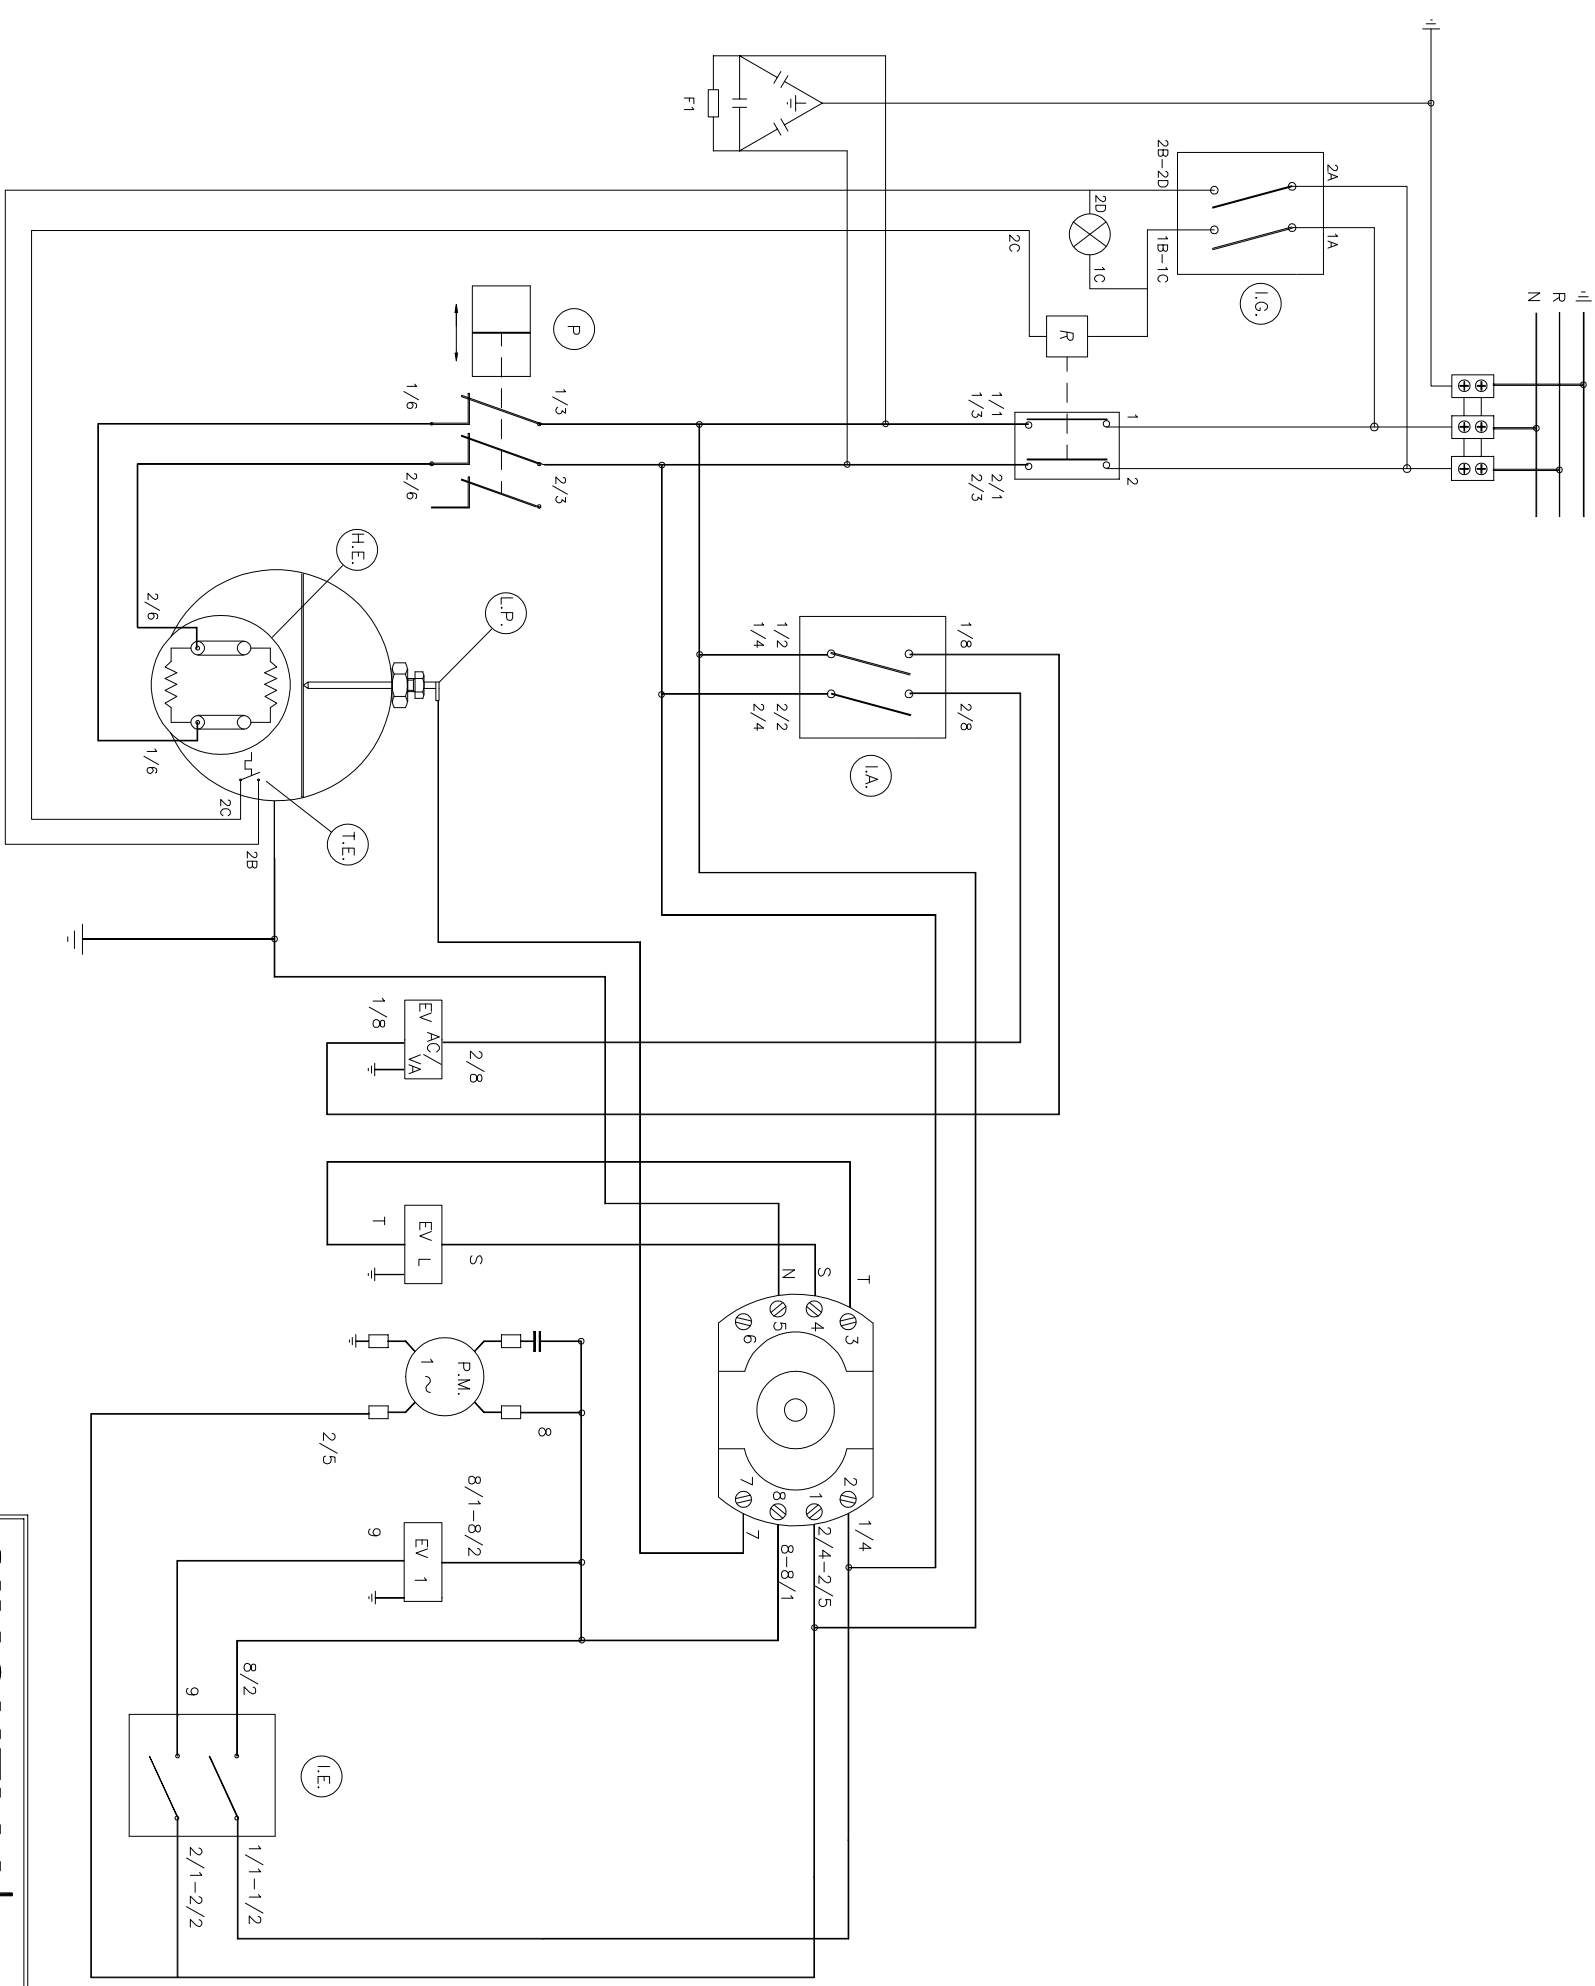 R
N
2A
1A
I.G.
2B-2D
1B-1C
1
2
2D
1C
R
2C
1/1
1/3
2/1
2/3
1/8
2/8
I.A.
1/2
1/4
2/2
2/4
F1
P
1/3
2/3
1/6
2/6
L.P.
H.E.
T.E.
2/6
1/6
2C
2B
T
S
N
3
4
5
6
2
1
8
7
1/4
2/4-2/5
8-8/1
7
2/8
EV AC/
VA
1/8
S
EV L
T
8
P.M.
1 ~
2/5
8/1-8/2
EV 1
9
I.E.
8/2
9
1/1-1/2
2/1-2/2